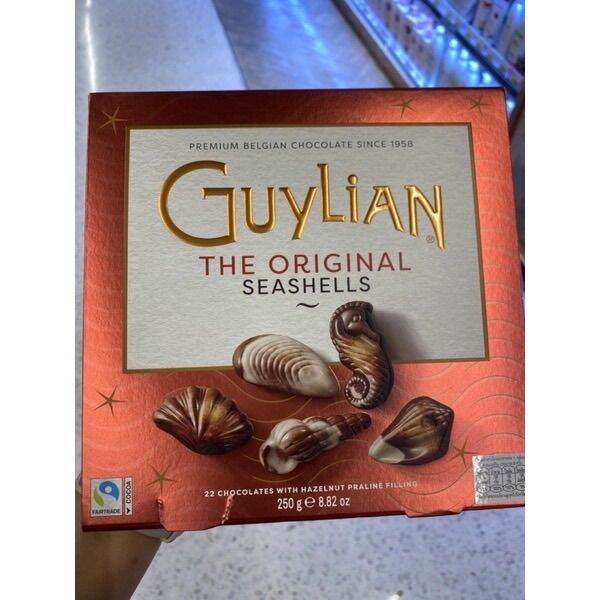 PREMIUM BELGIAN CHOCOLATE SINCE 1958
GUYLiAN®
THE ORIGINAL
SEASHELLS
22 CHOCOLATES WITH HAZELNUT PRALINE FILLING
250 g ℮ 8.82 oz
FAIRTRADE
COCOA